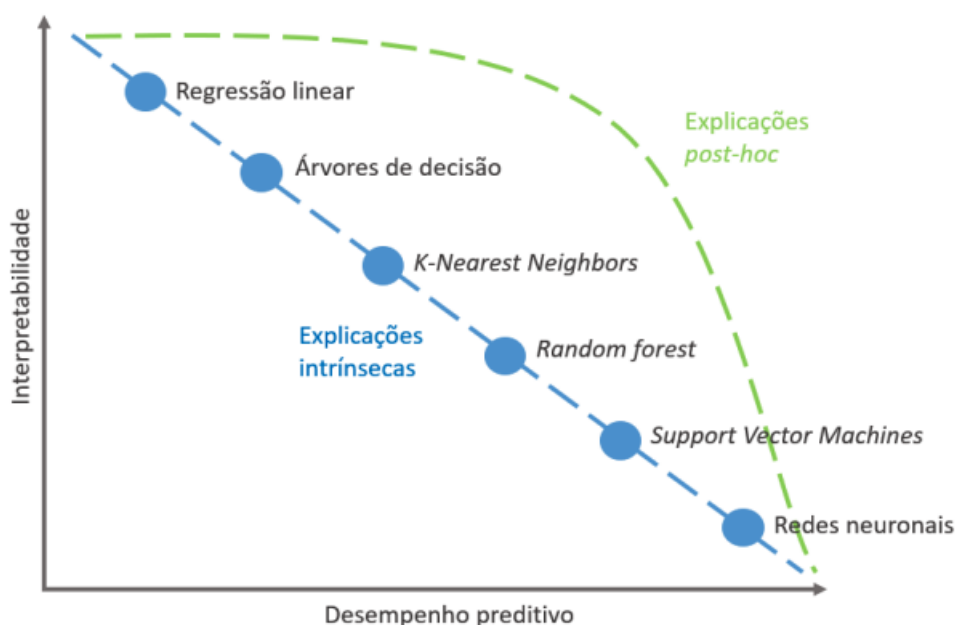 Regressão linear
Explicações
post-hoc
Árvores de decisão
K-Nearest Neighbors
Interpretabilidade
Explicações
intrínsecas
Random forest
Support Vector Machines
Redes neuronais
Desempenho preditivo